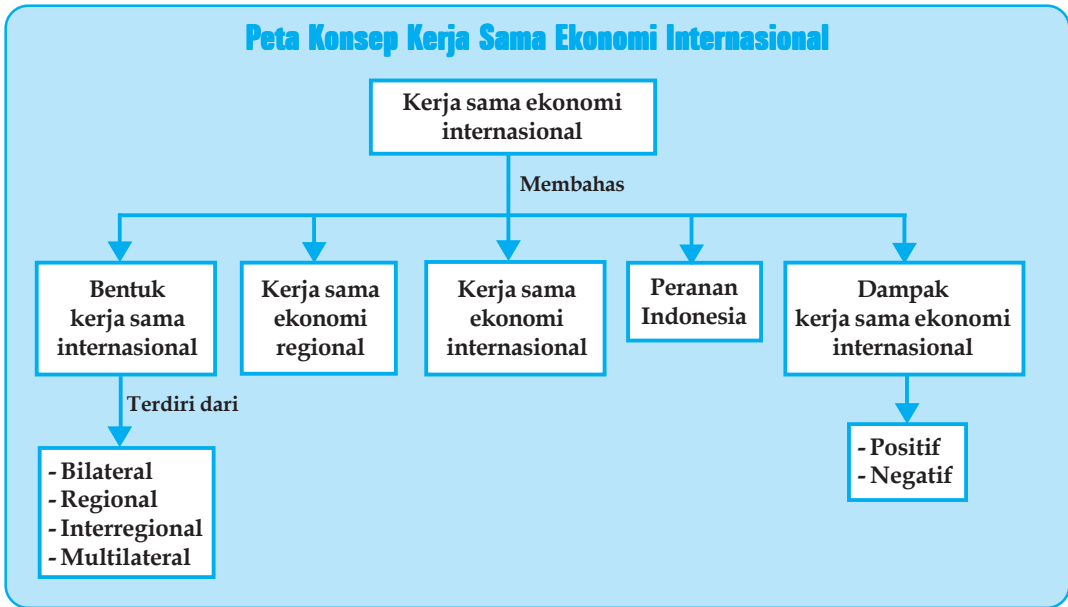 Peta Konsep Kerja Sama Ekonomi Internasional
Kerja sama ekonomi
internasional
Membahas
Bentuk
kerja sama
internasional
Kerja sama
ekonomi
regional
Kerja sama
ekonomi
internasional
Peranan
Indonesia
Dampak
kerja sama ekonomi
internasional
Terdiri dari
- Bilateral
- Regional
- Interregional
- Multilateral
- Positif
- Negatif